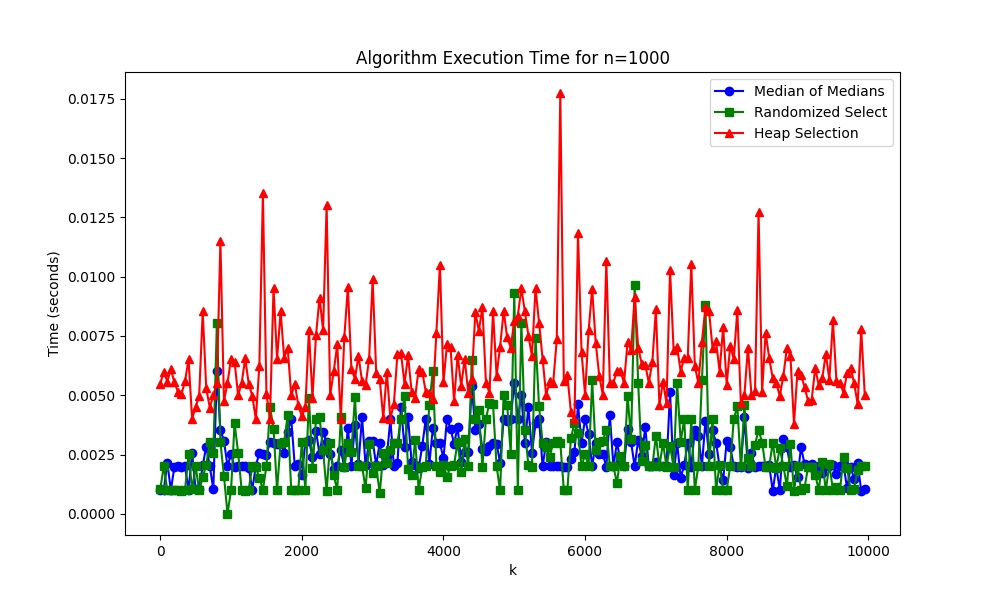 Algorithm Execution Time for n=1000
Median of Medians
Randomized Select
Heap Selection
Time (seconds)
0.0175
0.0150
0.0125
0.0100
0.0075
0.0050
0.0025
0.0000
0 2000 4000 6000 8000 10000
k